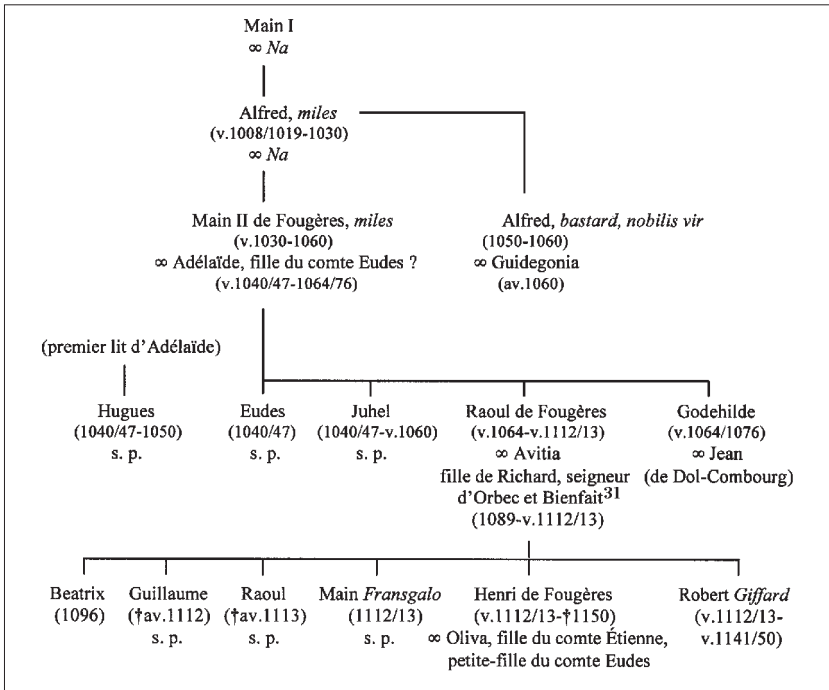 Main I
∞ Na
Alfred, miles
(v.1008/1019-1030)
∞ Na
Main II de Fougères, miles
(v.1030-1060)
∞ Adélaïde, fille du comte Eudes ?
(v.1040/47-1064/76)
Alfred, bastard, nobilis vir
(1050-1060)
∞ Guidegonia
(av.1060)
(premier lit d'Adélaïde)
Hugues
(1040/47-1050)
s. p.
Eudes
(1040/47)
s. p.
Juhel
(1040/47-v.1060)
s. p.
Raoul de Fougères
(v.1064-v.1112/13)
∞ Avitia
fille de Richard, seigneur
d'Orbec et Bienfait31
(1089-v.1112/13)
Godehilde
(v.1064/1076)
∞ Jean
(de Dol-Combourg)
Beatrix
(1096)
Guillaume
(†av.1112)
s. p.
Raoul
(†av.1113)
s. p.
Main Fransgalo
(1112/13)
s. p.
Henri de Fougères
(v.1112/13-†1150)
∞ Oliva, fille du comte Étienne,
petite-fille du comte Eudes
Robert Giffard
(v.1112/13-
v.1141/50)